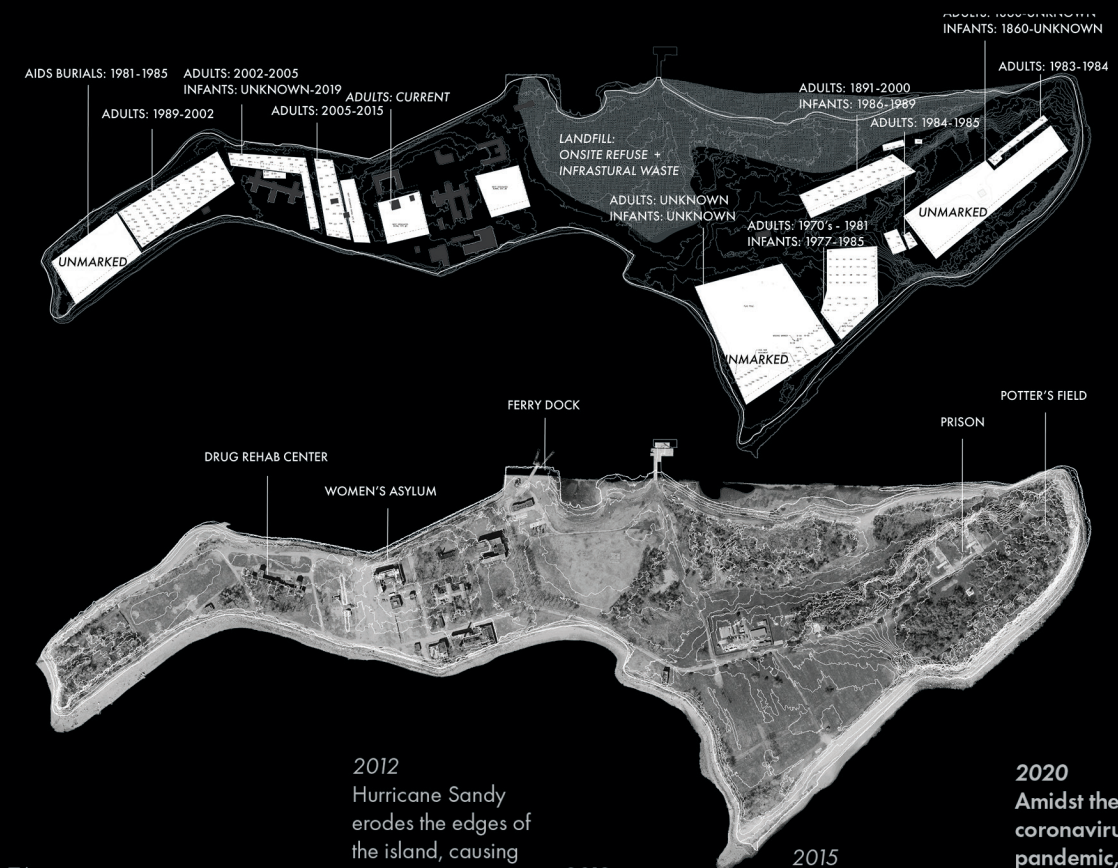 INFANTS: 1860-UNKNOWN
AIDS BURIALS: 1981-1985
ADULTS: 2002-2005
INFANTS: UNKNOWN-2019
ADULTS: 1989-2002
ADULTS: 2005-2015
ADULTS: CURRENT
ADULTS: 1983-1984
ADULTS: 1891-2000
INFANTS: 1986-1989
ADULTS: 1984-1985
LANDFILL:
ONSITE REFUSE +
INFRASTURAL WASTE
ADULTS: UNKNOWN
INFANTS: UNKNOWN
ADULTS: 1970's - 1981
INFANTS: 1977-1985
UNMARKED
UNMARKED
UNMARKED
FERRY DOCK
POTTER'S FIELD
PRISON
DRUG REHAB CENTER
WOMEN'S ASYLUM
2012
Hurricane Sandy
erodes the edges of
the island, causing
2015
2020
Amidst the
coronaviru
pandemic,